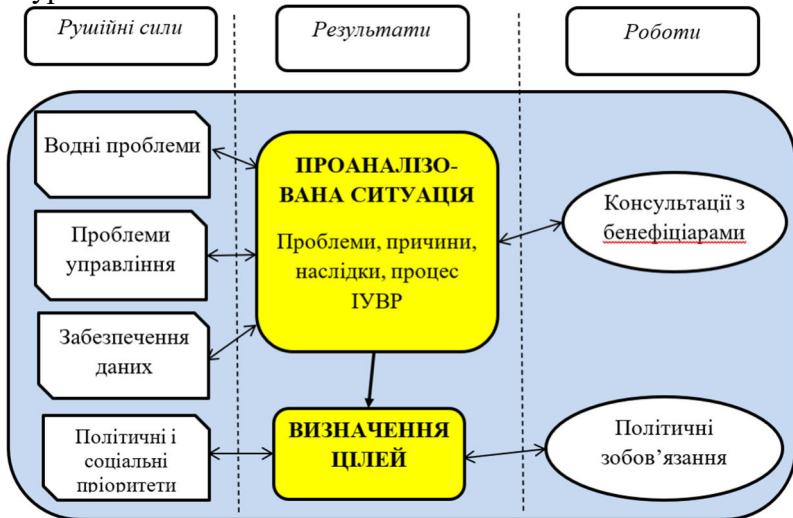 Рушійні сили
Результати
Роботи
Водні проблеми
Проблеми
управління
Забезпечення
даних
Політичні і
соціальні
пріоритети
ПРОАНАЛІЗО-
ВАНА СИТУАЦІЯ
Проблеми, причини,
наслідки, процес
ІУВР
ВИЗНАЧЕННЯ
ЦІЛЕЙ
Консультації з
бенефіціарами
Політичні
зобов’язання